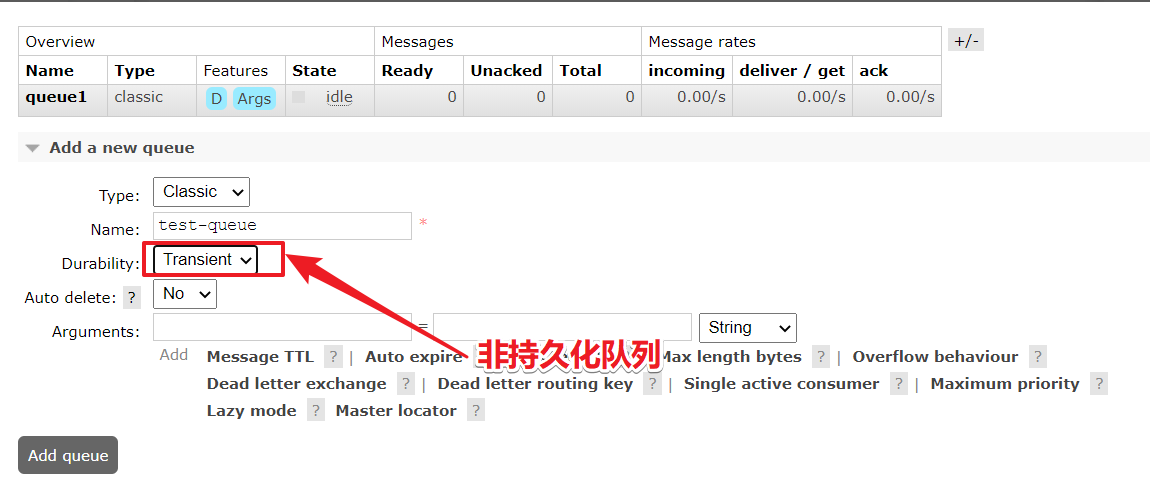 Overview Messages Message rates +/-
Name Type Features State Ready Unacked Total incoming deliver / get ack
queue1 classic D Args idle 0 0 0 0.00/s 0.00/s 0.00/s
Add a new queue
Type: Classic
Name: test-queue *
Durability: Transient
Auto delete: ? No
Arguments: = String
Add Message TTL ? | Auto expire 非持久化队列 Max length bytes ? | Overflow behaviour ?
Dead letter exchange ? | Dead letter routing key ? | Single active consumer ? | Maximum priority ?
Lazy mode ? Master locator ?
Add queue